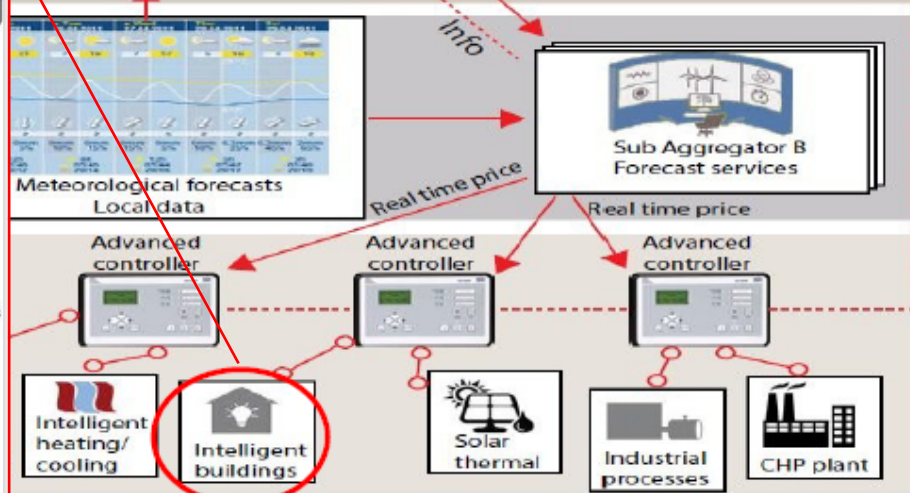 Info
Sub Aggregator B
Forecast services
Meteorological forecasts
Local data
Real time price
Real time price
Advanced
controller
Advanced
controller
Advanced
controller
Intelligent
heating/
cooling
Intelligent
buildings
Solar
thermal
Industrial
processes
CHP plant